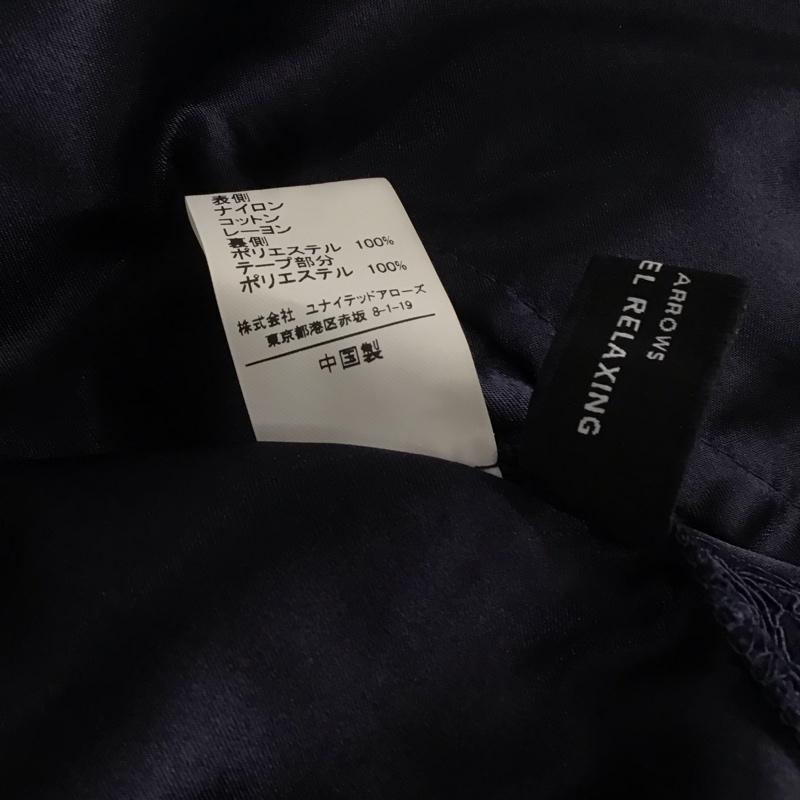 表側
ナイロン
コットン
レーヨン
裏側
ポリエステル 100%
テープ部分
ポリエステル 100%
株式会社 ユナイテッドアローズ
東京都港区赤坂 8-1-19
中国製
ARROWS
EL RELAXING